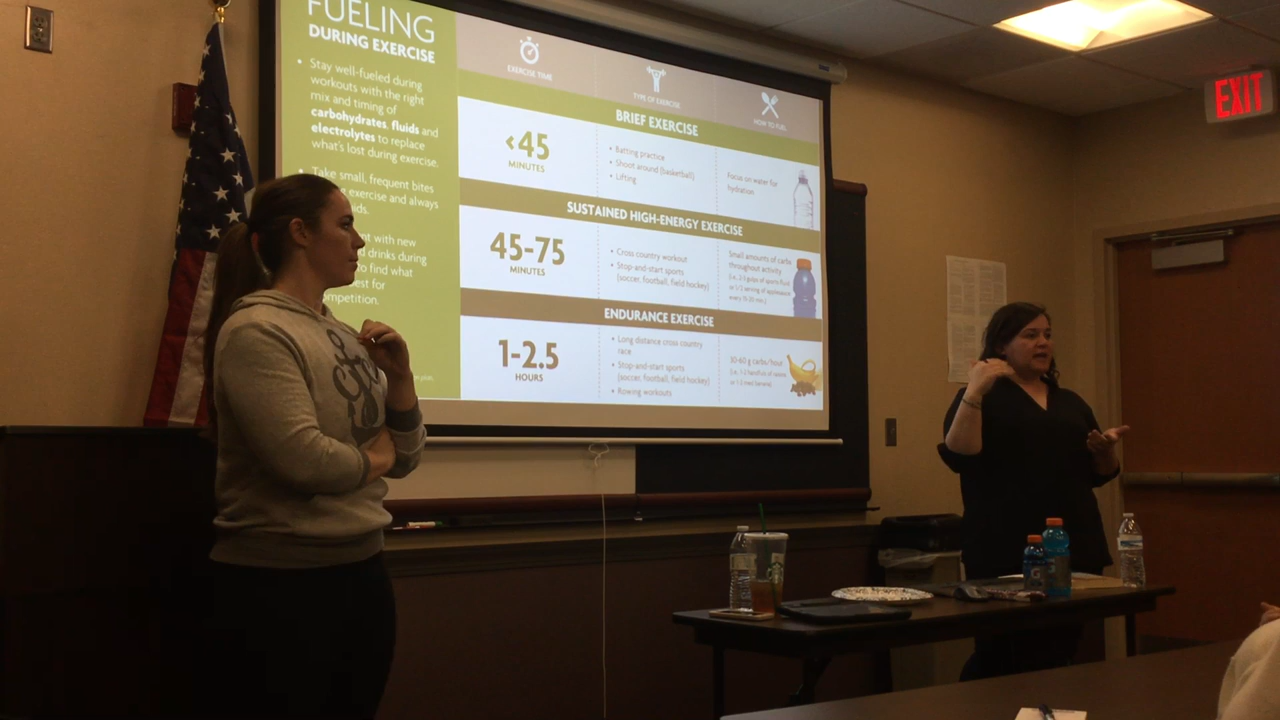 FUELING
DURING EXERCISE
• Stay well-fueled during
workouts with the right
mix and timing of
carbohydrates, fluids and
electrolytes to replace
what's lost during exercise.
• Take small, frequent bites
exercise and always
with new
drinks during
to find what
best for
competition.
EXERCISE TIME
TYPE OF EXERCISE
HOW TO FUEL
BRIEF EXERCISE
<45
MINUTES
• Batting practice
• Shoot around (basketball)
• Lifting
Focus on water for
hydration
SUSTAINED HIGH-ENERGY EXERCISE
45-75
MINUTES
• Cross country workout
• Stop-and-start sports
(soccer, football, field hockey)
Small amounts of carbs
throughout activity
ENDURANCE EXERCISE
1-2.5
HOURS
• Long distance cross country
race
• Stop-and-start sports
(soccer, football, field hockey)
• Rowing workouts
30-60 g carbs/hour
EXIT